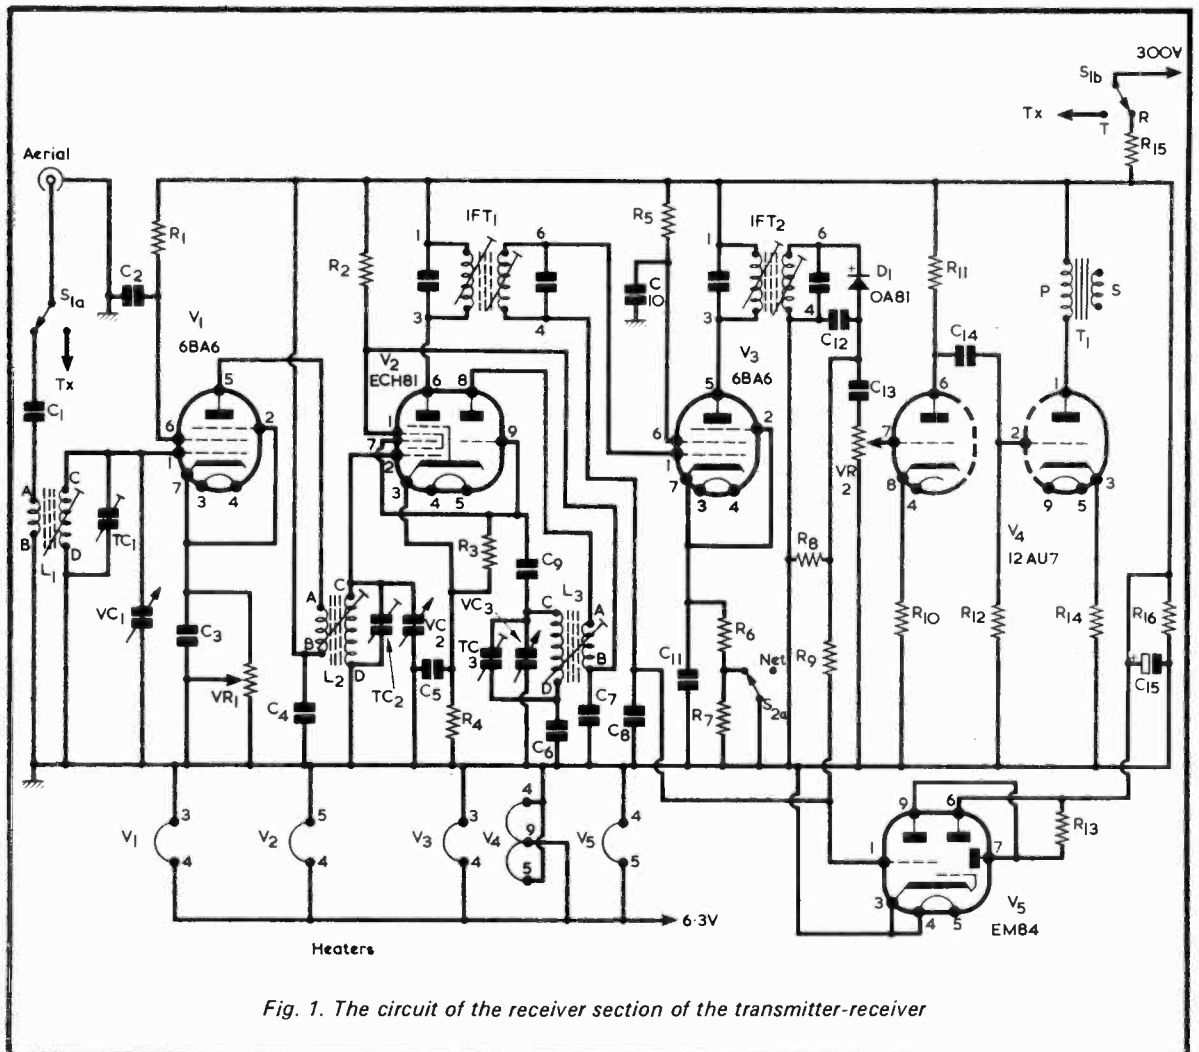 300V
S1b
Tx
T
R
R15
Aerial
R1
C2
S1a
Tx
V1
6BA6
5
2
6
1
7
3
4
C1
A
B
C
D
L1
TC1
VC1
C3
VR1
R2
1
3
IFT1
6
4
V2
ECH81
6
8
1
7
2
9
3
4
5
A
B
C
D
L2
C4
TC2
VC
2
C5
R3
R4
C9
VC3
TC
3
C
D
L3
A
B
C6
C7
C8
R5
C
10
1
3
IFT2
6
4
C12
D1
OA81
+
V3
6BA6
5
2
6
1
7
3
4
C11
R6
R7
Net
S2a
R8
R9
C13
VR
2
R11
C14
6
7
8
4
V4
12AU7
R10
R12
P
S
T1
1
2
9
5
3
R14
R16
+
C15
V1
3
4
V2
5
4
V3
3
4
V4
4
9
5
V5
4
5
6·3V
Heaters
9
6
1
7
3
4
5
R13
V5
EM84
Fig. 1. The circuit of the receiver section of the transmitter-receiver